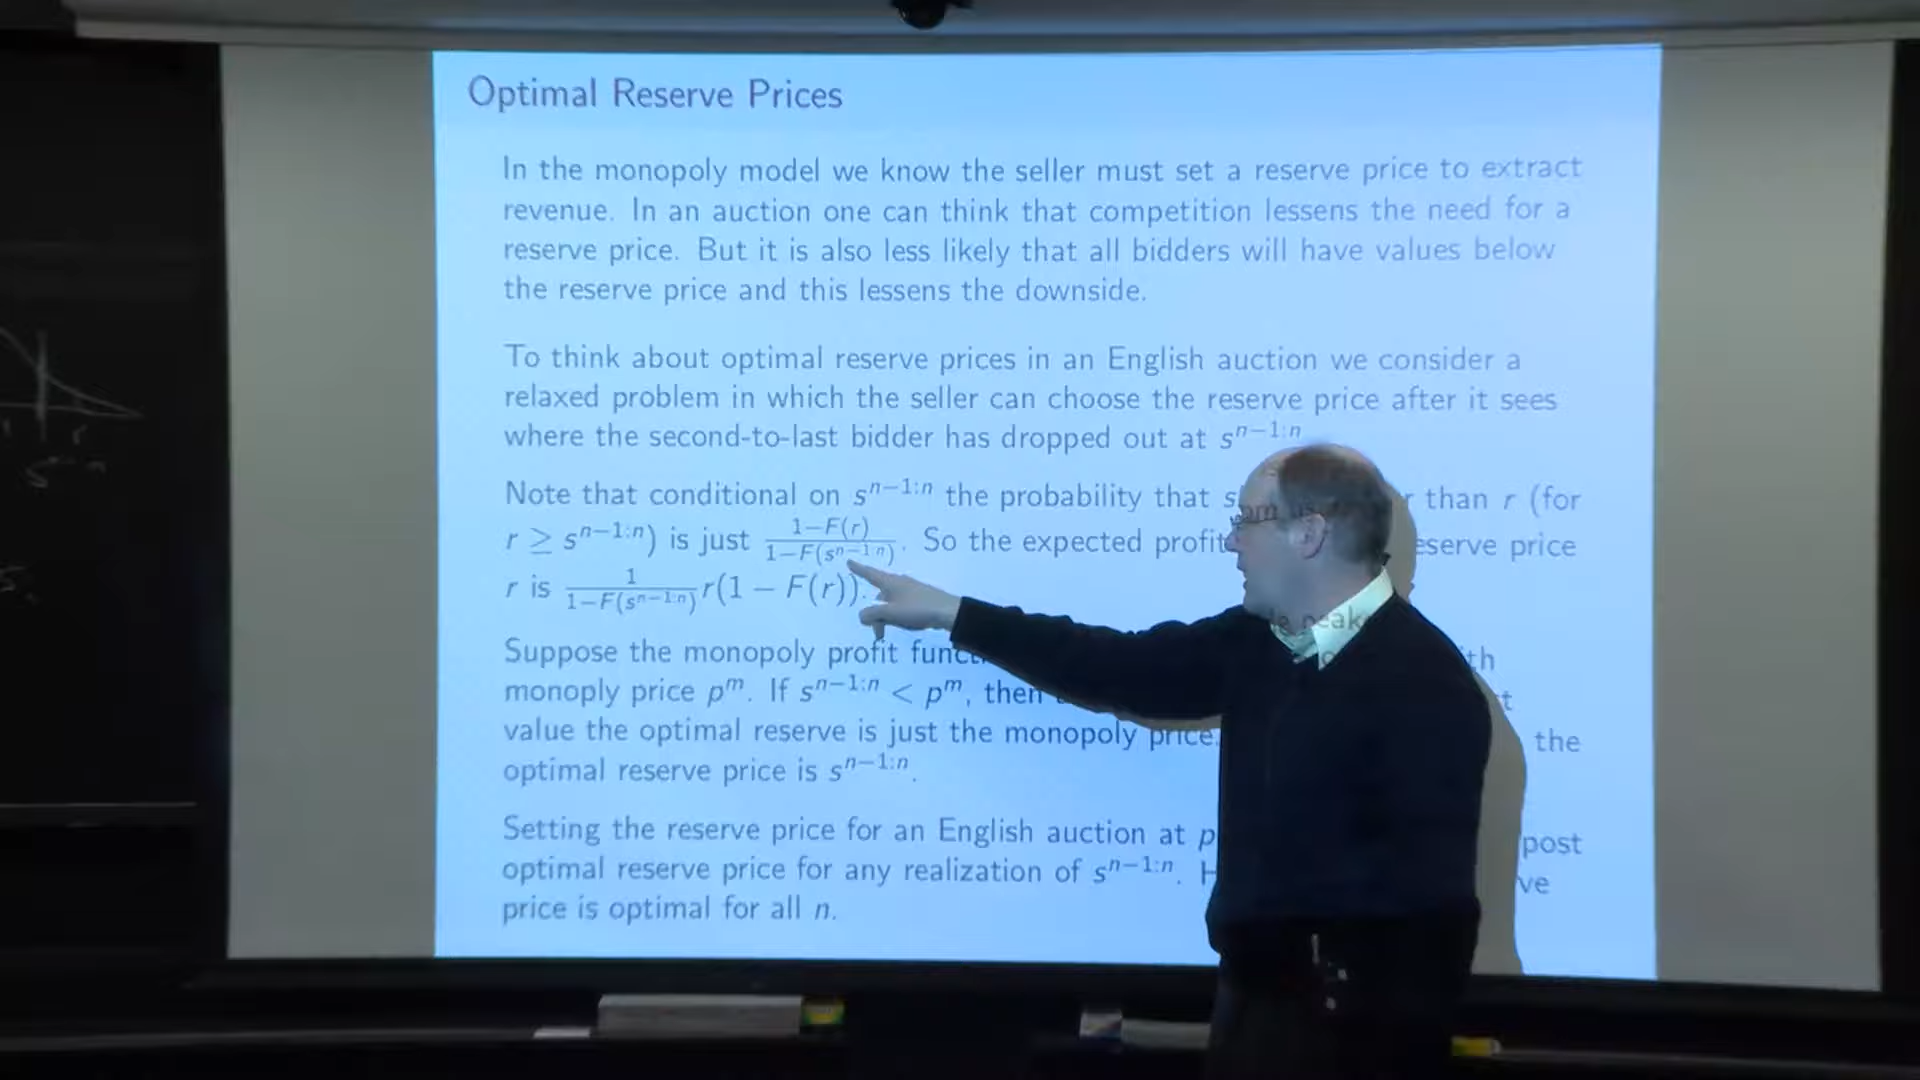 Optimal Reserve Prices
In the monopoly model we know the seller must set a reserve price to extract
revenue. In an auction one can think that competition lessens the need for a
reserve price. But it is also less likely that all bidders will have values below
the reserve price and this lessens the downside.
To think about optimal reserve prices in an English auction we consider a
relaxed problem in which the seller can choose the reserve price after it sees
where the second-to-last bidder has dropped out at s^{n-1:n}
Note that conditional on s^{n-1:n} the probability that than r (for
r ≥ s^{n-1:n}) is just \frac{1-F(r)}{1-F(s^{n-1:n})}. So the expected profit eserve price
r is \frac{1}{1-F(s^{n-1:n})} r(1 - F(r)).
Suppose the monopoly profit
monoply price p^m. If s^{n-1:n} < p^m, then
value the optimal reserve is just the monopoly price. the
optimal reserve price is s^{n-1:n}.
Setting the reserve price for an English auction at p post
optimal reserve price for any realization of s^{n-1:n}.
price is optimal for all n.